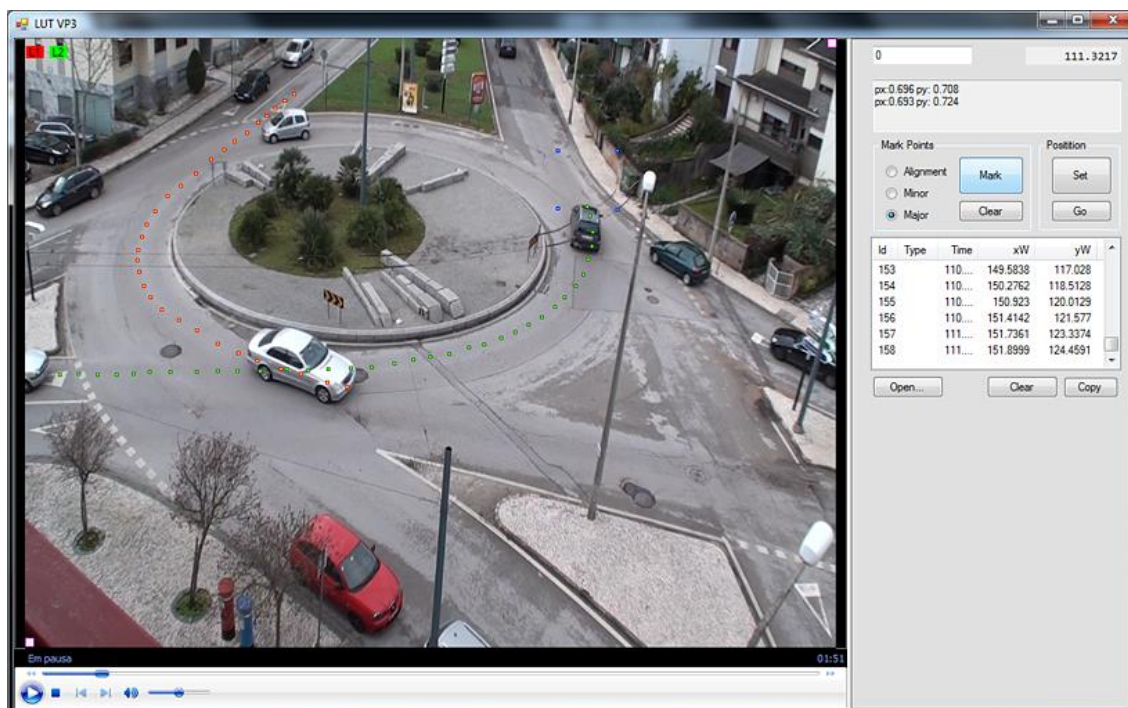 LUT VP3
L1 L2
0
111.3217
px:0.696 py: 0.708
px:0.693 py: 0.724
Mark Points
Postition
Alignment
Minor
Major
Mark
Clear
Set
Go
Id Type Time xW yW
153 110.... 149.5838 117.028
154 110.... 150.2762 118.5128
155 110.... 150.923 120.0129
156 110.... 151.4142 121.577
157 111.... 151.7361 123.3374
158 111.... 151.8999 124.4591
Open... Clear Copy
Em pausa 01:51